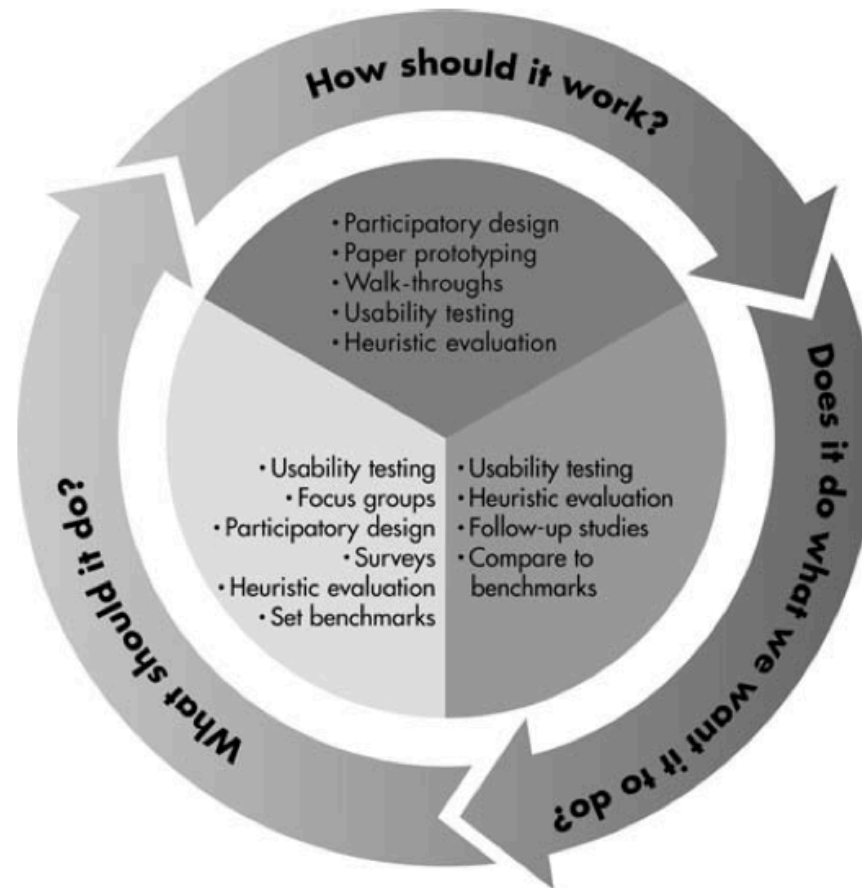 How should it work?
• Participatory design
• Paper prototyping
• Walk-throughs
• Usability testing
• Heuristic evaluation
Does it do what we want it to do?
• Usability testing
• Heuristic evaluation
• Follow-up studies
• Compare to
benchmarks
What should it do?
• Usability testing
• Focus groups
• Participatory design
• Surveys
• Heuristic evaluation
• Set benchmarks